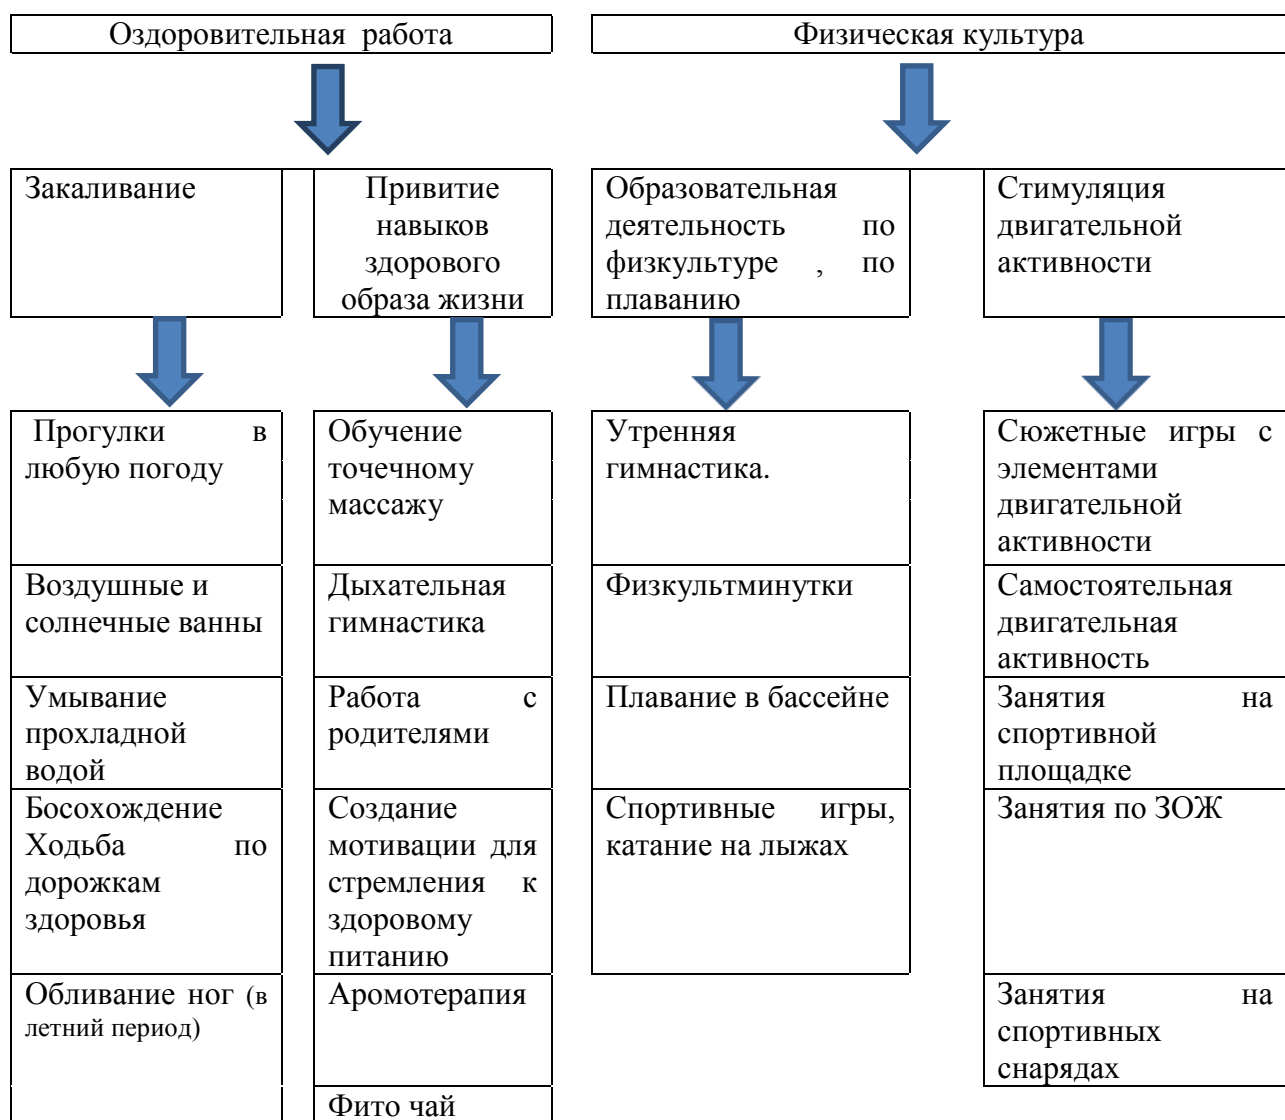 Оздоровительная работа
Физическая культура
Закаливание
Привитие
навыков
здорового
образа жизни
Образовательная
деятельность по
физкультуре , по
плаванию
Стимуляция
двигательной
активности
Прогулки в
любую погоду
Обучение
точечному
массажу
Утренняя
гимнастика.
Сюжетные игры с
элементами
двигательной
активности
Воздушные и
солнечные ванны
Дыхательная
гимнастика
Физкультминутки
Самостоятельная
двигательная
активность
Умывание
прохладной
водой
Работа с
родителями
Плавание в бассейне
Занятия на
спортивной
площадке
Босохождение
Ходьба по
дорожкам
здоровья
Создание
мотивации для
стремления к
здоровому
питанию
Спортивные игры,
катание на лыжах
Занятия по ЗОЖ
Обливание ног (в
летний период)
Аромотерапия
Занятия на
спортивных
снарядах
Фито чай